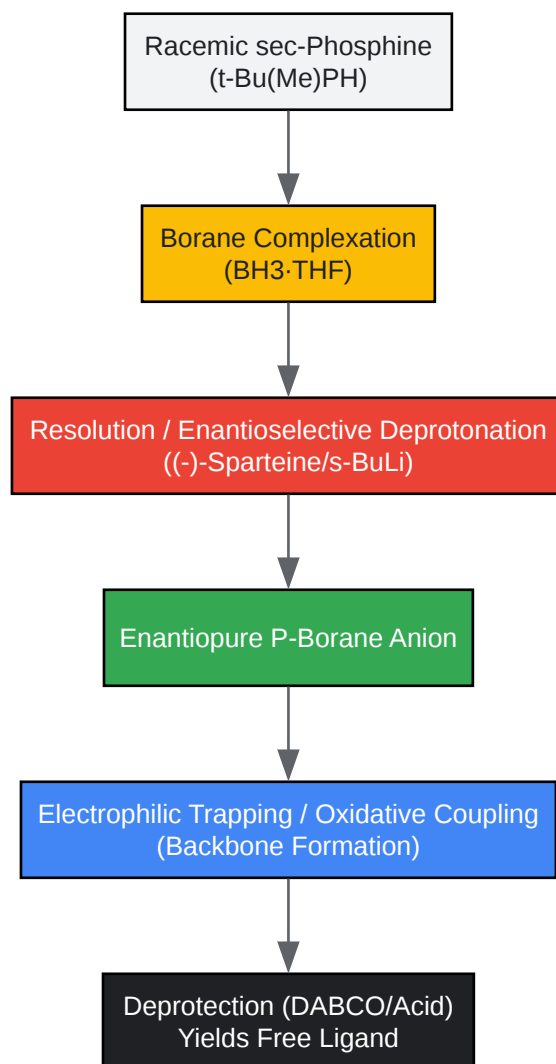 Racemic sec-Phosphine
(t-Bu(Me)PH)
Borane Complexation
(BH3·THF)
Resolution / Enantioselective Deprotonation
((-)-Sparteine/s-BuLi)
Enantiopure P-Borane Anion
Electrophilic Trapping / Oxidative Coupling
(Backbone Formation)
Deprotection (DABCO/Acid)
Yields Free Ligand